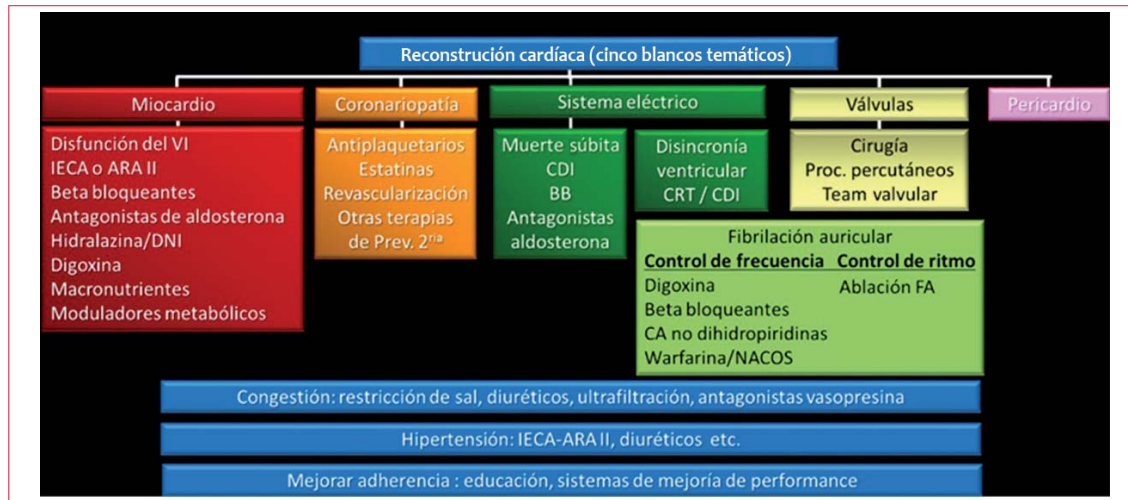 Reconstrución cardíaca (cinco blancos temáticos)
Miocardio
Disfunción del VI
IECA o ARA II
Beta bloqueantes
Antagonistas de aldosterona
Hidralazina/DNI
Digoxina
Macronutrientes
Moduladores metabólicos
Coronariopatía
Antiplaquetarios
Estatinas
Revascularización
Otras terapias
de Prev. 2ria
Sistema eléctrico
Muerte súbita
CDI
BB
Antagonistas
aldosterona
Disincronía
ventricular
CRT / CDI
Válvulas
Cirugía
Proc. percutáneos
Team valvular
Pericardio
Fibrilación auricular
Control de frecuencia Control de ritmo
Digoxina Ablación FA
Beta bloqueantes
CA no dihidropiridinas
Warfarina/NACOS
Congestión: restricción de sal, diuréticos, ultrafiltración, antagonistas vasopresina
Hipertensión: IECA-ARA II, diuréticos etc.
Mejorar adherencia : educación, sistemas de mejoría de performance